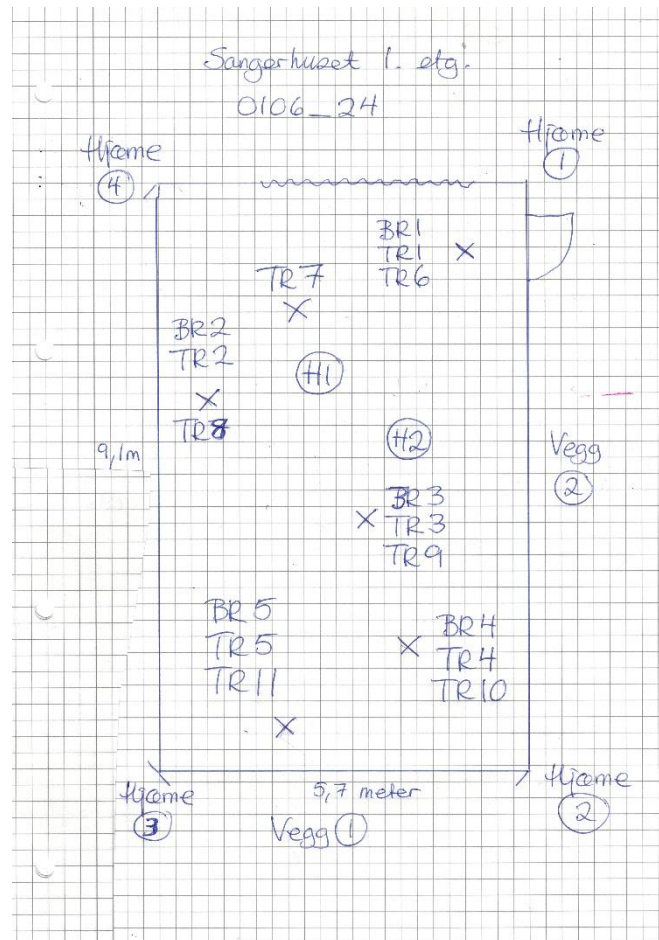 Sangerhuset 1. etg.
0106_24
Hjørne
1
Hjørne
4
BR1
TR1
TR6
TR7
BR2
TR2
TR8
H1
H2
9,1m
Vegg
2
BR3
TR3
TR9
BR5
TR5
TR11
BR4
TR4
TR10
Hjørne
3
5,7 meter
Vegg 1
Hjørne
2